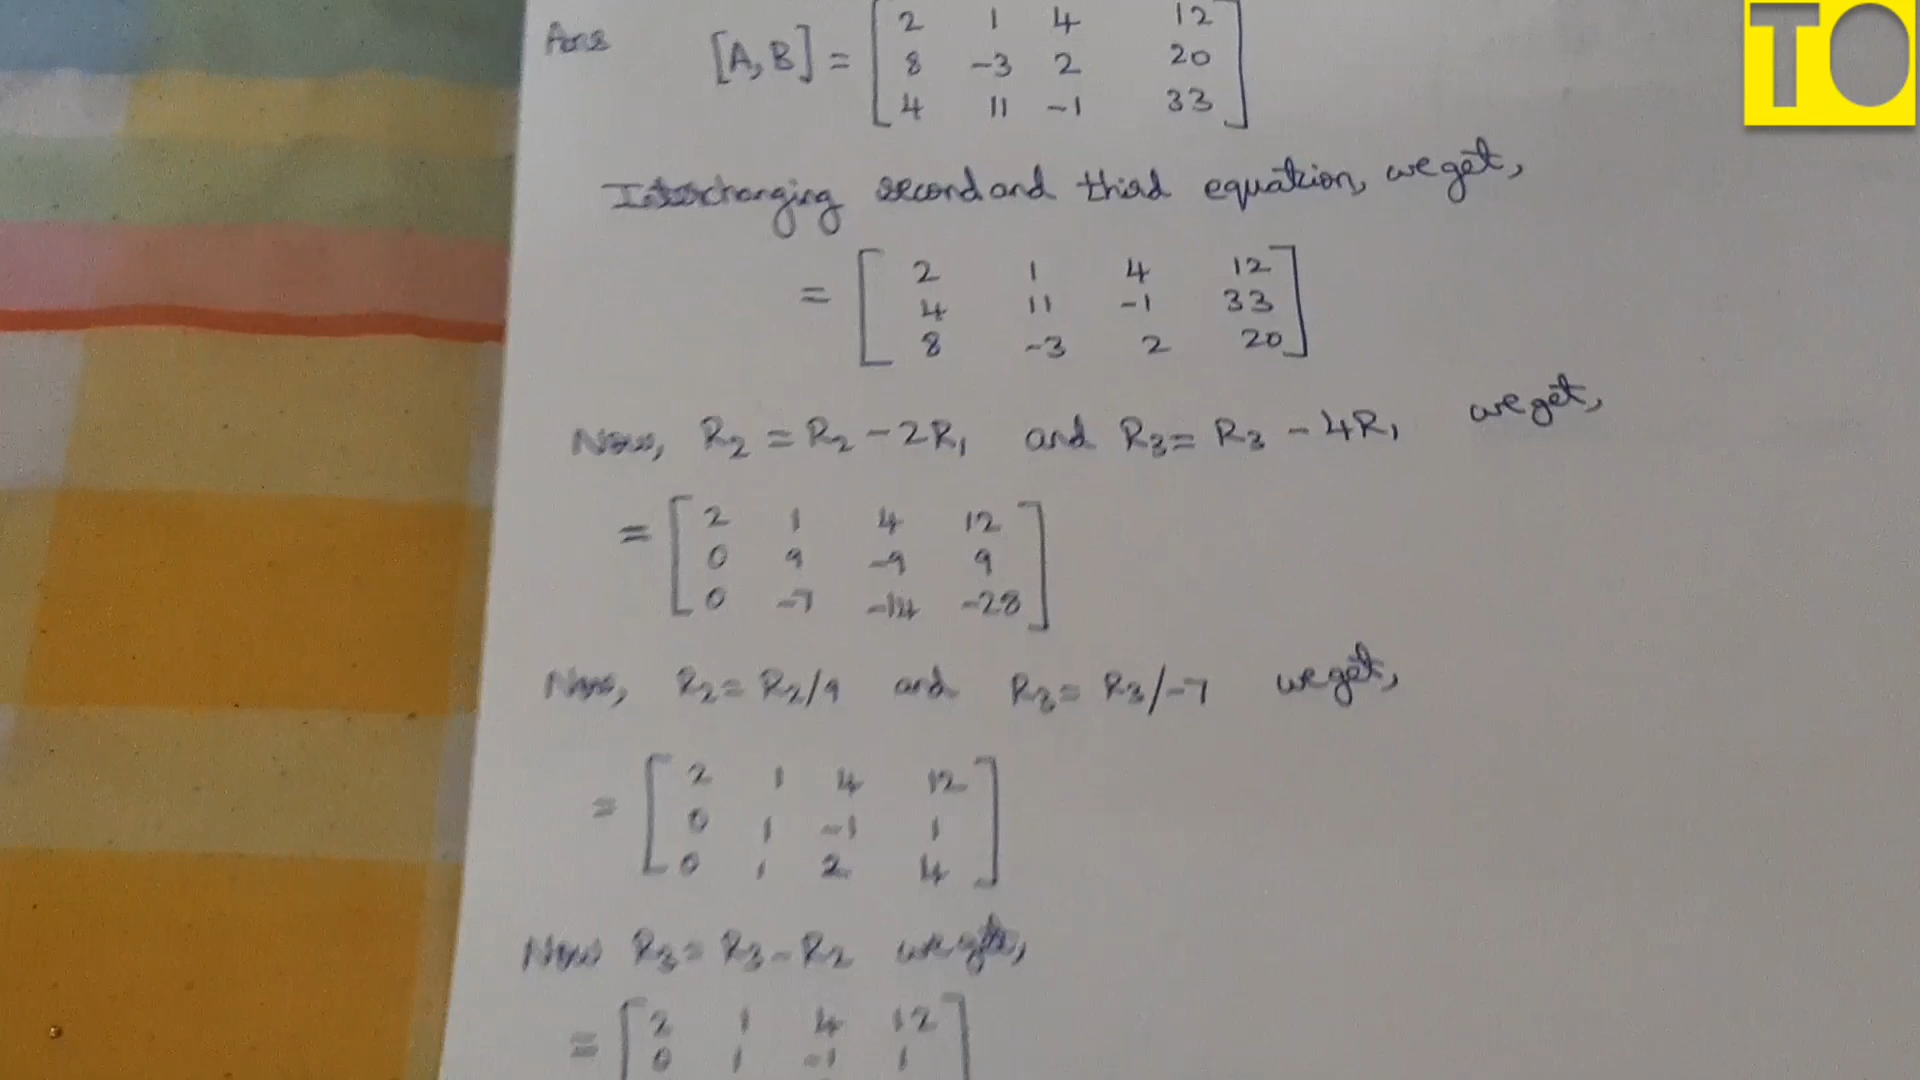 TO
Ans [A,B] = [ 2 1 4 12
8 -3 2 20
4 11 -1 33 ]
Interchanging second and third equation, we get,
= [ 2 1 4 12
4 11 -1 33
8 -3 2 20 ]
Now, R2 = R2 - 2R1 and R3 = R3 - 4R1 we get,
= [ 2 1 4 12
0 9 -9 9
0 -7 -14 -28 ]
Now, R2 = R2/9 and R3 = R3/-7 we get,
= [ 2 1 4 12
0 1 -1 1
0 1 2 4 ]
Now R3 = R3 - R2 we get,
= [ 2 1 4 12
0 1 -1 1 ]